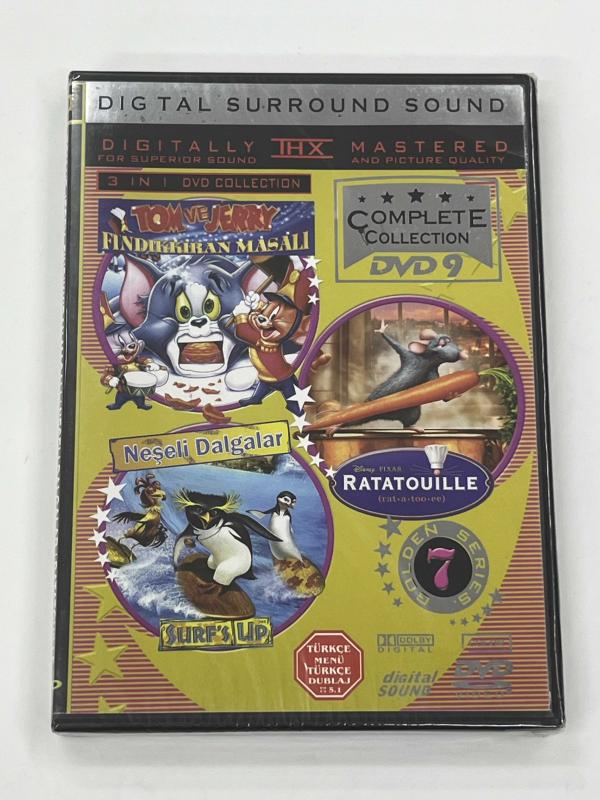 DIGTAL SURROUND SOUND
DIGITALLY THX MASTERED
FOR SUPERIOR SOUND AND PICTURE QUALITY
3 IN 1 DVD COLLECTION
TOM VE JERRY
FINDIKKIRAN MASALI
COMPLETE
COLLECTION
DVD 9
Neşeli Dalgalar
Disney PIXAR
RATATOUILLE
(rat•a•too•ee)
SURF'S UP
GOLDEN SERIES
7
TÜRKÇE
MENÜ
TÜRKÇE
DUBLAJ
5.1
DOLBY
DIGITAL
digital
SOUND
DVD